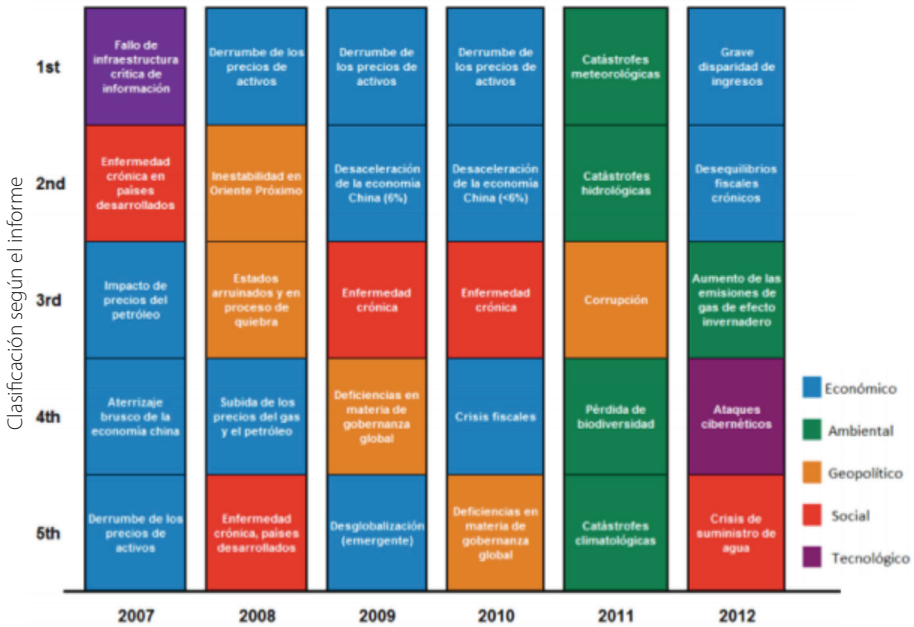 Clasificación según el informe
1st
Fallo de
infraestructura
crítica de
información
Derrumbe de los
precios de
activos
Derrumbe
de los precios de
activos
Derrumbe
de los precios de
activos
Catástrofes
meteorológicas
Grave
disparidad de
ingresos
2nd
Enfermedad
crónica en
países
desarrollados
Inestabilidad en
Oriente Próximo
Desaceleración
de la economía
China (6%)
Desaceleración
de la economía
China (<6%)
Catástrofes
hidrológicas
Desequilibrios
fiscales
crónicos
3rd
Impacto de
precios del
petróleo
Estados
arruinados y en
proceso de
quiebra
Enfermedad
crónica
Enfermedad
crónica
Corrupción
Aumento de las
emisiones de
gas de efecto
invernadero
4th
Aterrizaje
brusco de la
economía china
Subida de los
precios del gas
y el petróleo
Deficiencias en
materia de
gobernanza
global
Crisis fiscales
Pérdida de
biodiversidad
Ataques
cibernéticos
5th
Derrumbe de los
precios de
activos
Enfermedad
crónica, países
desarrollados
Desglobalización
(emergente)
Deficiencias en
materia de
gobernanza
global
Catástrofes
climatológicas
Crisis de
suministro de
agua
2007
2008
2009
2010
2011
2012
Económico
Ambiental
Geopolítico
Social
Tecnológico